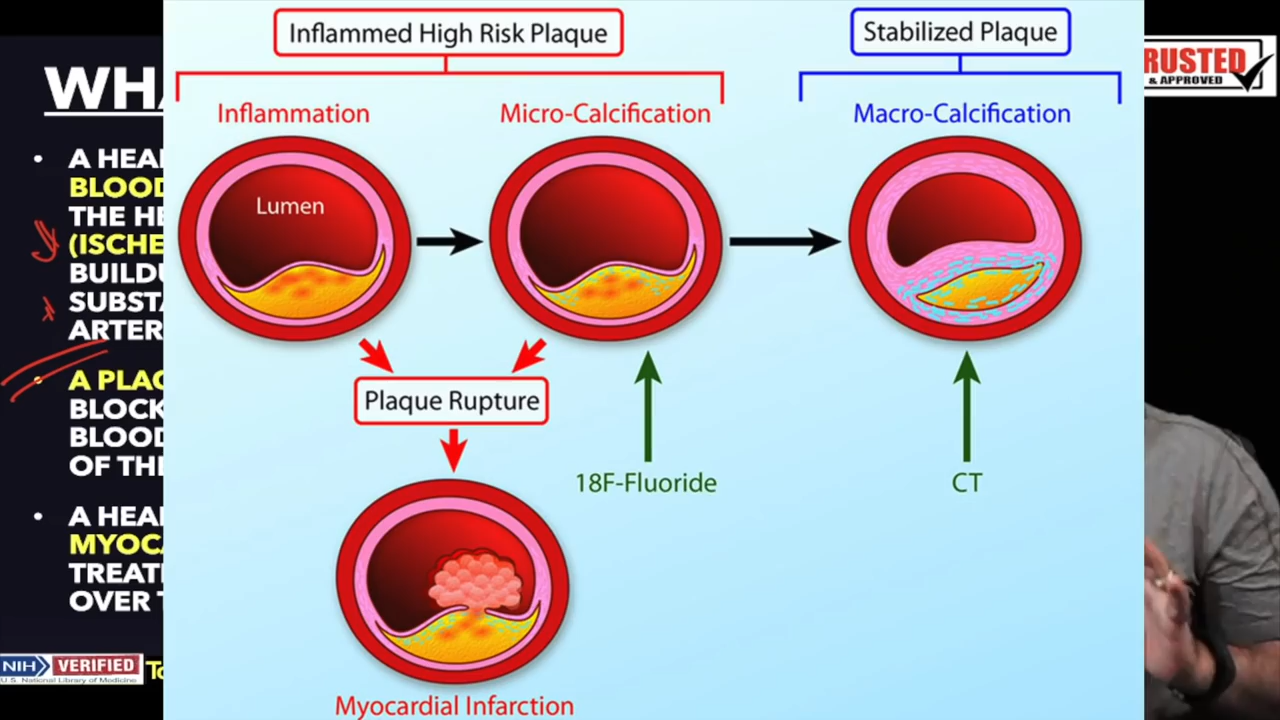 Inflammed High Risk Plaque
Stabilized Plaque
RUSTED
& APPROVED
WHA
Inflammation
Micro-Calcification
Macro-Calcification
• A HEA
BLOOD
THE HE
(ISCHE
BUILDU
SUBSTA
ARTER
Lumen
• A PLAC
BLOCK
BLOOD
OF THE
Plaque Rupture
18F-Fluoride
CT
• A HEA
MYOCA
TREAT
OVER T
NIH VERIFIED
U.S. National Library of Medicine
To
Myocardial Infarction